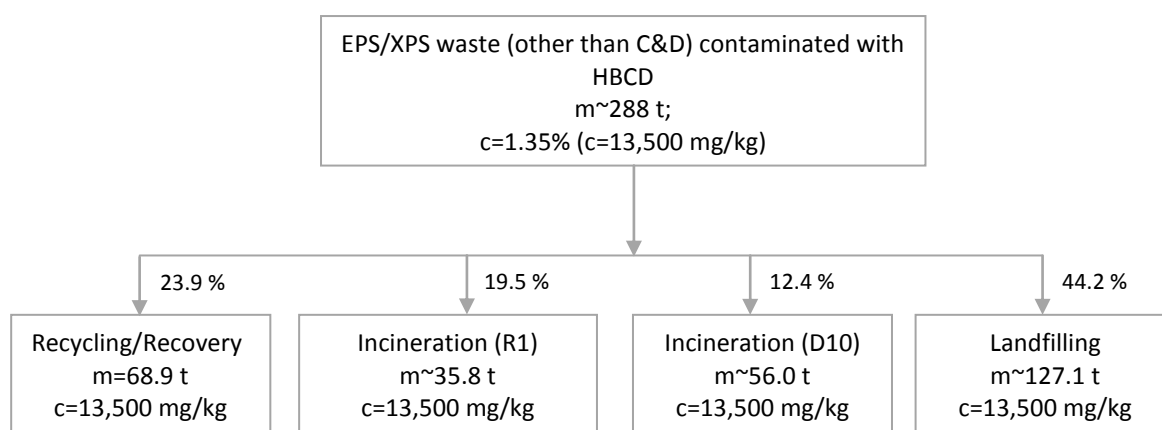 EPS/XPS waste (other than C&D) contaminated with
HBCD
m~288 t;
c=1.35% (c=13,500 mg/kg)
23.9 %
19.5 %
12.4 %
44.2 %
Recycling/Recovery
m=68.9 t
c=13,500 mg/kg
Incineration (R1)
m~35.8 t
c=13,500 mg/kg
Incineration (D10)
m~56.0 t
c=13,500 mg/kg
Landfilling
m~127.1 t
c=13,500 mg/kg